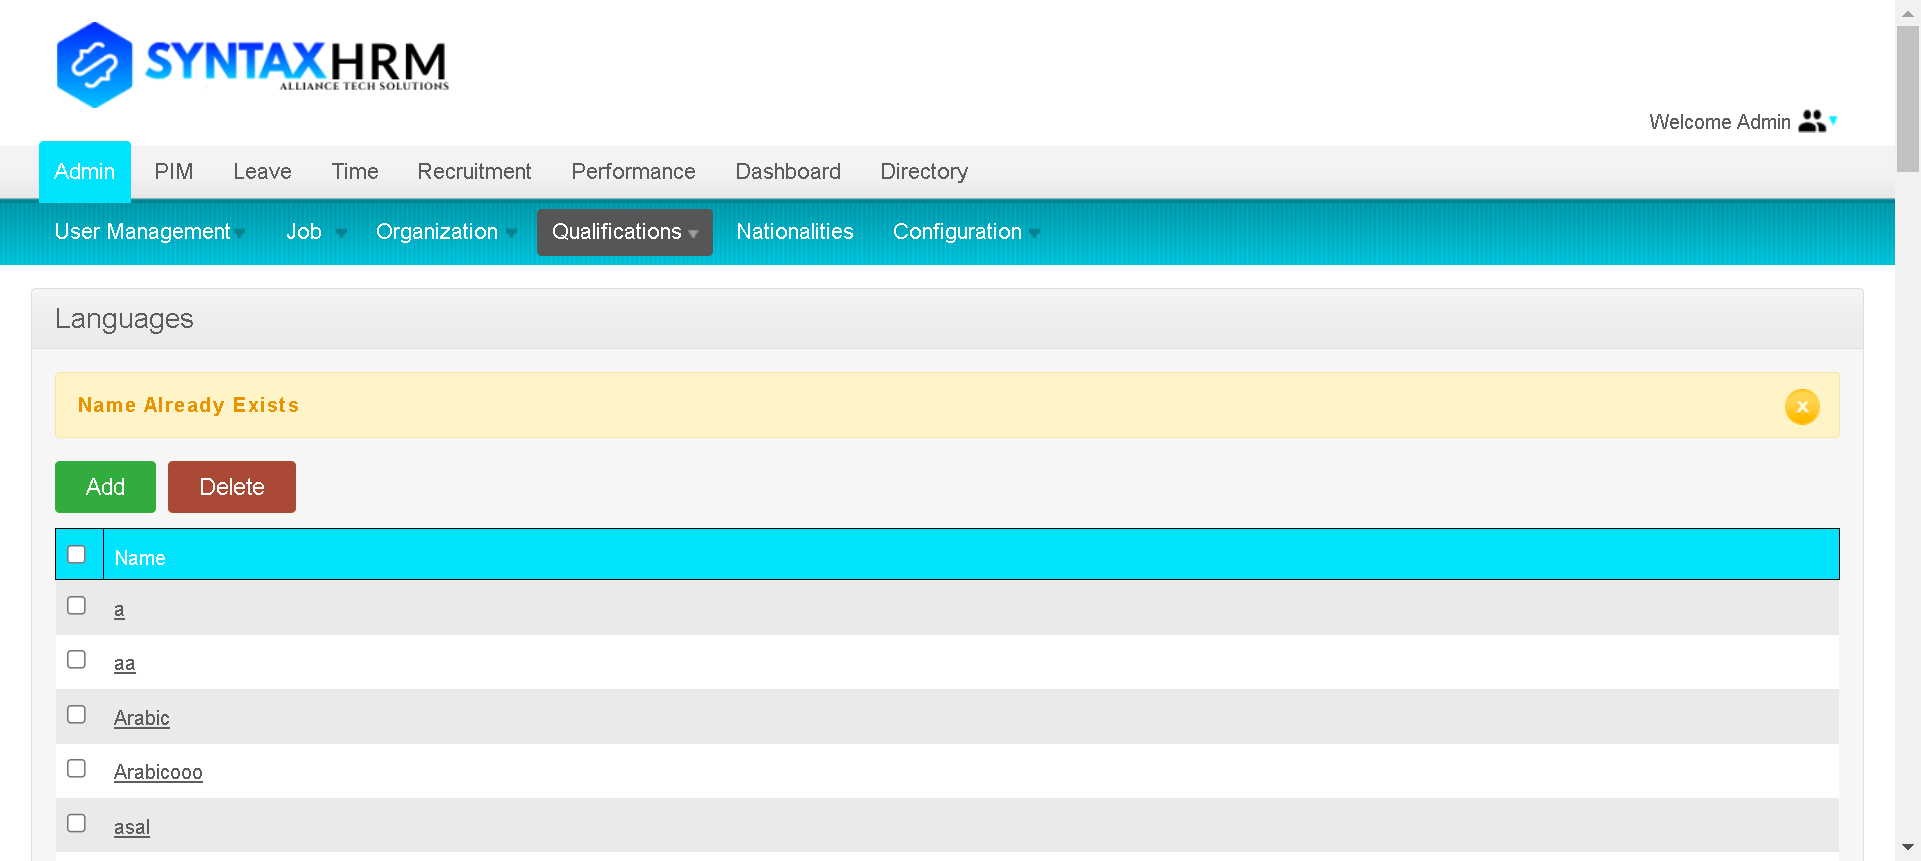 SYNTAXHRM
ALLIANCE TECH SOLUTIONS
Welcome Admin
Admin PIM Leave Time Recruitment Performance Dashboard Directory
User Management Job Organization Qualifications Nationalities Configuration
Languages
Name Already Exists
Add Delete
Name
a
aa
Arabic
Arabicooo
asal